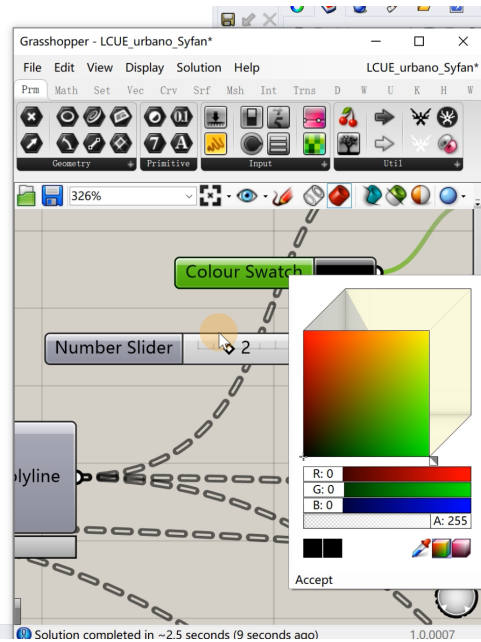 Grasshopper - LCUE_urbano_Syfan*
File Edit View Display Solution Help LCUE_urbano_Syfan*
Prm Math Set Vec Crv Srf Msh Int Trns D W U K H W
Geometry Primitive Input Util
326%
Colour Swatch
Number Slider 2
olyline
R: 0
G: 0
B: 0
A: 255
Accept
Solution completed in ~2.5 seconds (9 seconds ago) 1.0.0007